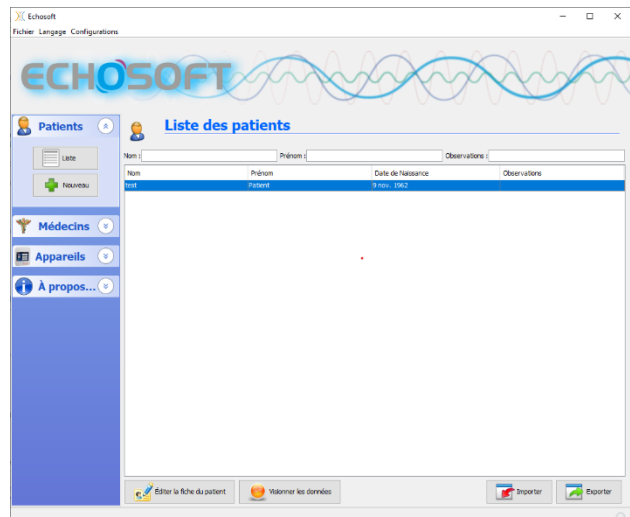 Echosoft
Fichier Langage Configurations
ECHOSOFT
Patients
Liste
Nouveau
Médecins
Appareils
À propos...
Liste des patients
Nom : Prénom : Observations :
Nom Prénom Date de Naissance Observations
test Patient 9 nov. 1962
Éditer la fiche du patient Visionner les données Importer Exporter